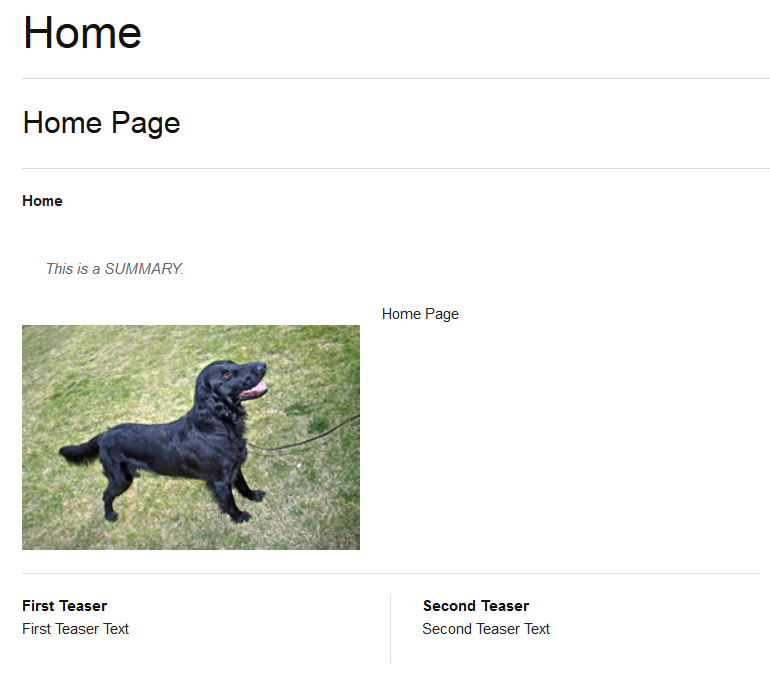 Home
Home Page
Home
This is a SUMMARY.
Home Page
First Teaser
First Teaser Text
Second Teaser
Second Teaser Text